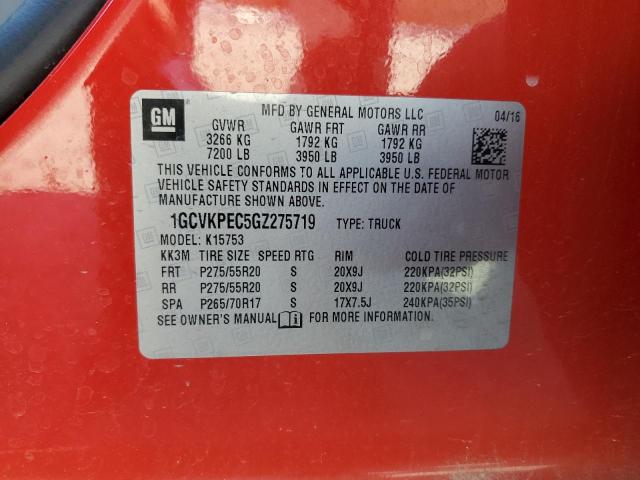 GM
MFD BY GENERAL MOTORS LLC 04/16
GVWR GAWR FRT GAWR RR
3266 KG 1792 KG 1792 KG
7200 LB 3950 LB 3950 LB
THIS VEHICLE CONFORMS TO ALL APPLICABLE U.S. FEDERAL MOTOR
VEHICLE SAFETY STANDARDS IN EFFECT ON THE DATE OF
MANUFACTURE SHOWN ABOVE.
1GCVKPEC5GZ275719 TYPE: TRUCK
MODEL: K15753
KK3M TIRE SIZE SPEED RTG RIM COLD TIRE PRESSURE
FRT P275/55R20 S 20X9J 220KPA(32PSI)
RR P275/55R20 S 20X9J 220KPA(32PSI)
SPA P265/70R17 S 17X7.5J 240KPA(35PSI)
SEE OWNER'S MANUAL FOR MORE INFORMATION.